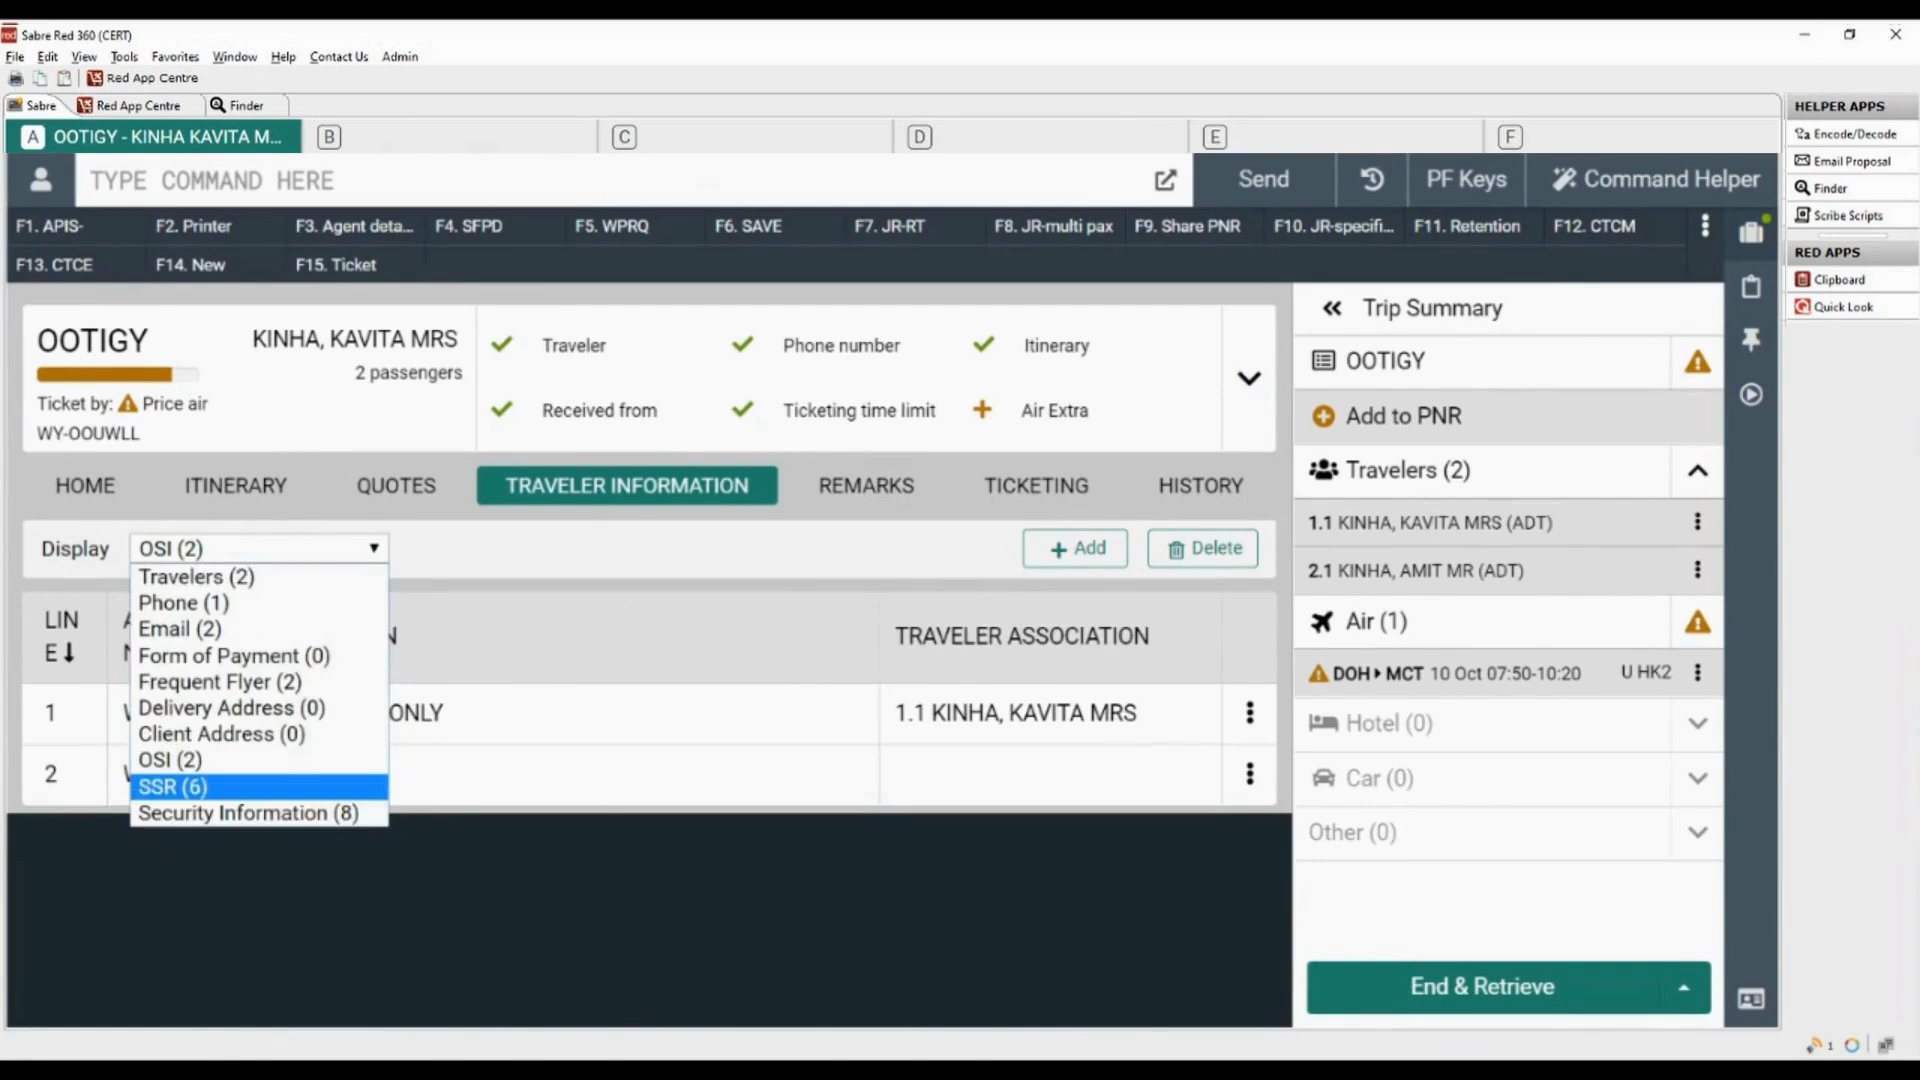 red Sabre Red 360 (CERT)
File Edit View Tools Favorites Window Help Contact Us Admin
Red App Centre
Sabre Red App Centre Finder
A OOTIGY - KINHA KAVITA M... B C D E F
TYPE COMMAND HERE Send PF Keys Command Helper
F1. APIS- F2. Printer F3. Agent deta... F4. SFPD F5. WPRQ F6. SAVE F7. JR-RT F8. JR-multi pax F9. Share PNR F10. JR-specifi... F11. Retention F12. CTCM
F13. CTCE F14. New F15. Ticket
OOTIGY KINHA, KAVITA MRS
2 passengers
Ticket by: Price air
WY-OOUWLL
Traveler Phone number Itinerary
Received from Ticketing time limit Air Extra
HOME ITINERARY QUOTES TRAVELER INFORMATION REMARKS TICKETING HISTORY
Display OSI (2) + Add Delete
Travelers (2)
Phone (1)
Email (2)
Form of Payment (0)
Frequent Flyer (2)
Delivery Address (0)
Client Address (0)
OSI (2)
SSR (6)
Security Information (8)
LIN
E
N
TRAVELER ASSOCIATION
1 ONLY 1.1 KINHA, KAVITA MRS
2
Trip Summary
OOTIGY
Add to PNR
Travelers (2)
1.1 KINHA, KAVITA MRS (ADT)
2.1 KINHA, AMIT MR (ADT)
Air (1)
DOH MCT 10 Oct 07:50-10:20 U HK2
Hotel (0)
Car (0)
Other (0)
End & Retrieve
HELPER APPS
Encode/Decode
Email Proposal
Finder
Scribe Scripts
RED APPS
Clipboard
Quick Look
1